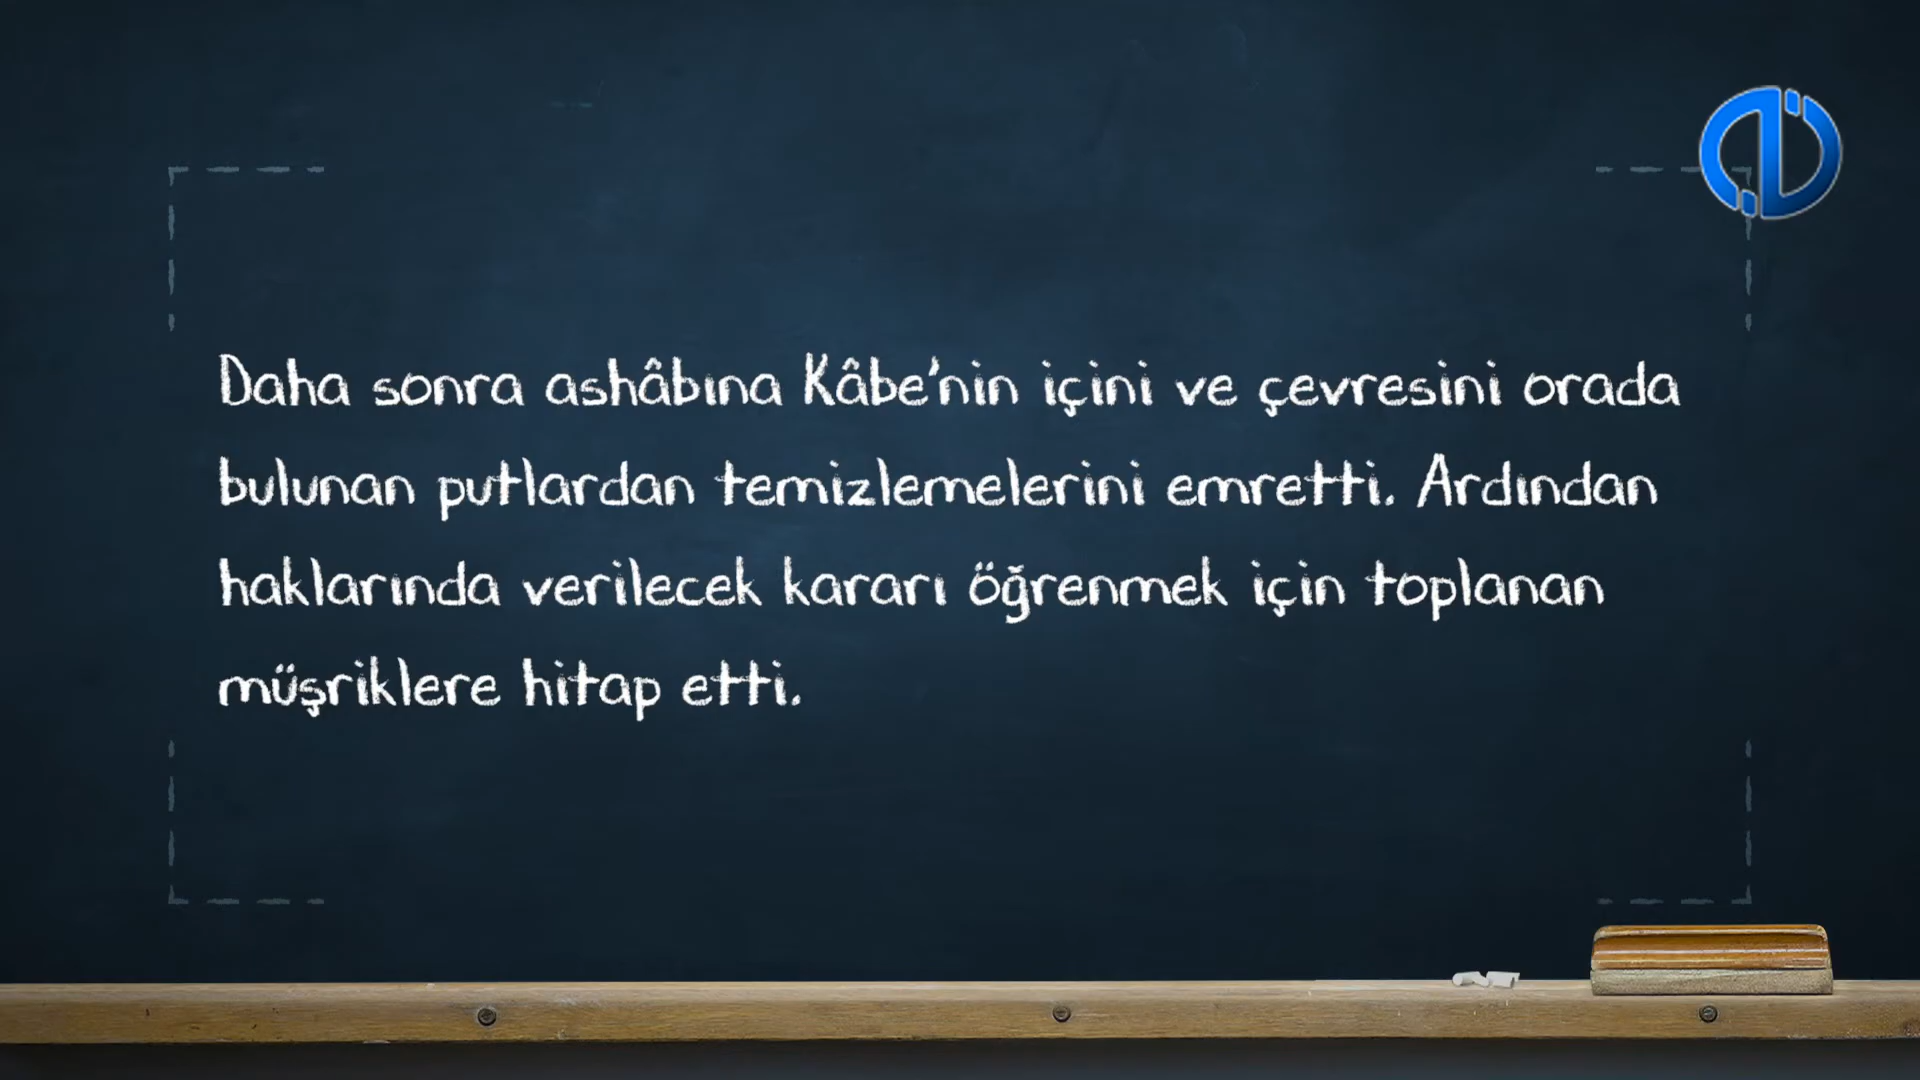 Daha sonra ashâbına Kâbe'nin içini ve çevresini orada
bulunan putlardan temizlemelerini emretti. Ardından
haklarında verilecek kararı öğrenmek için toplanan
müşriklere hitap etti.